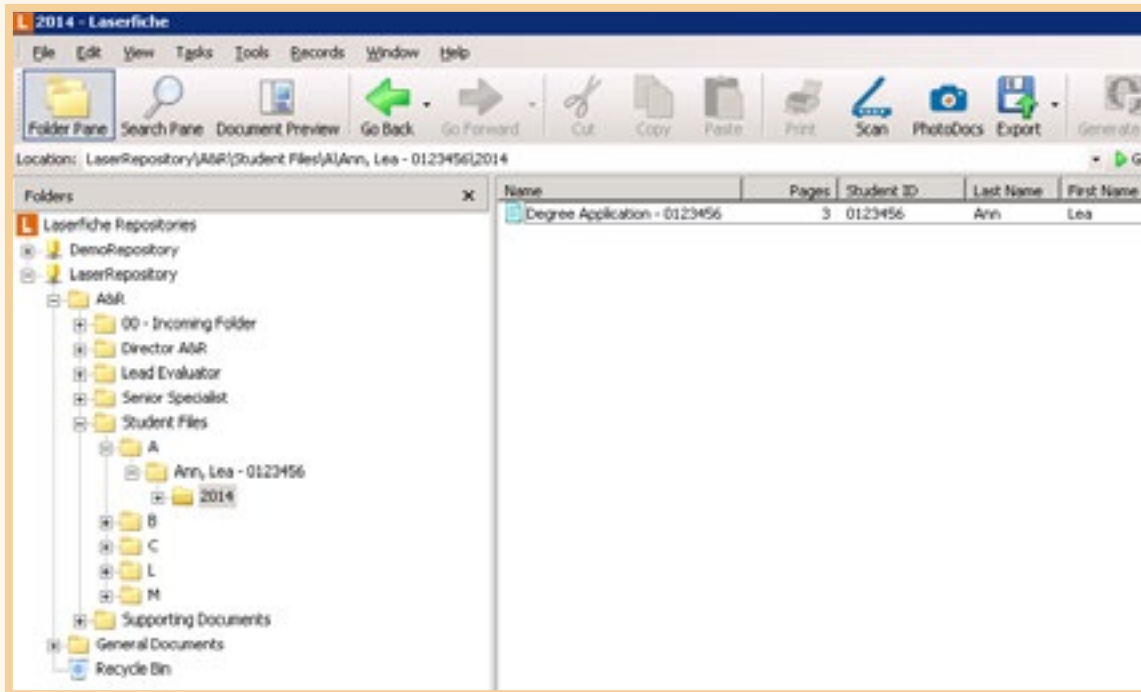 2014 - Laserfiche
File Edit View Tasks Tools Records Window Help
Folder Pane Search Pane Document Preview Go Back Go Forward Cut Copy Paste Print Scan PhotoDocs Export Generate
Location: LaserRepository\A&R\Student Files\A\Ann, Lea - 0123456\2014 G
Folders
Name Pages Student ID Last Name First Name
Degree Application - 0123456 3 0123456 Ann Lea
Laserfiche Repositories
DemoRepository
LaserRepository
A&R
00 - Incoming Folder
Director A&R
Lead Evaluator
Senior Specialist
Student Files
A
Ann, Lea - 0123456
2014
B
C
L
M
Supporting Documents
General Documents
Recycle Bin